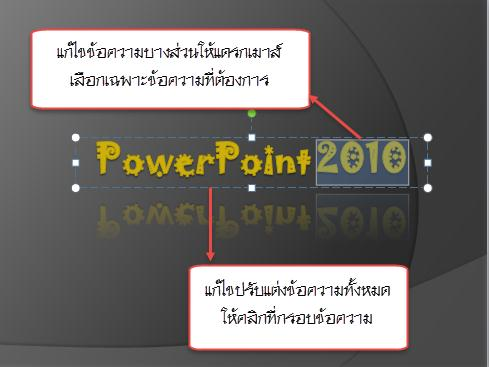 แก้ไขข้อความบางส่วนให้แดรกเมาส์
เลือกเฉพาะข้อความที่ต้องการ
PowerPoint 2010
แก้ไขปรับแต่งข้อความทั้งหมด
ให้คลิกที่กรอบข้อความ